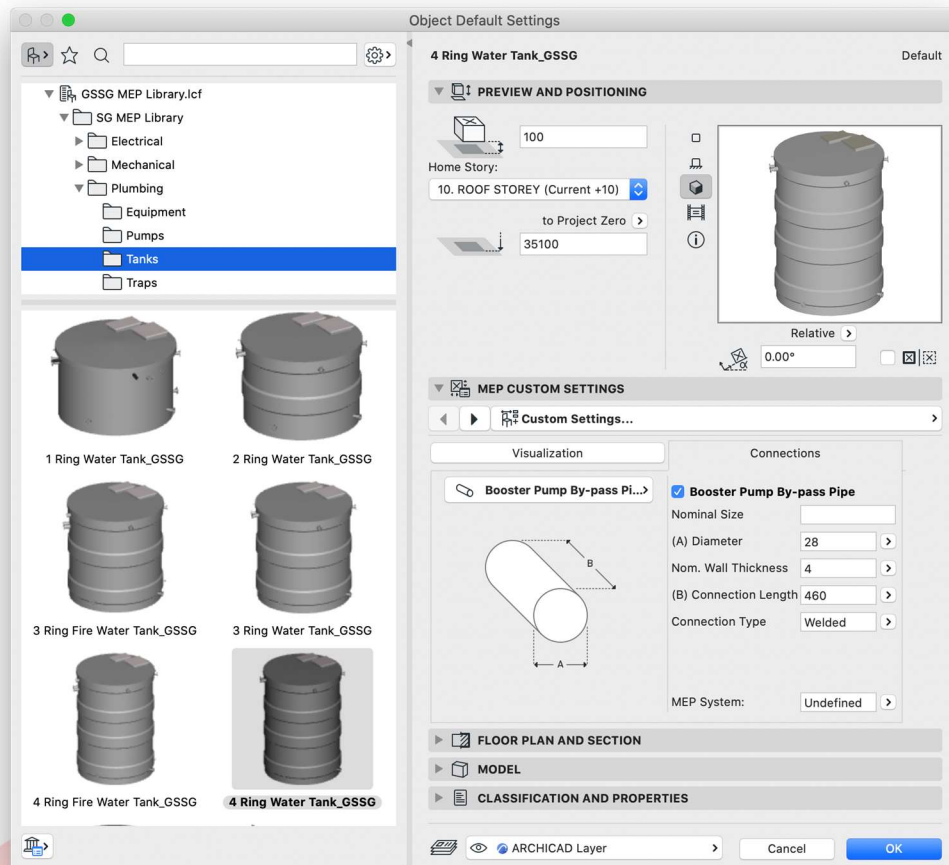 Object Default Settings
GSSG MEP Library.lcf
SG MEP Library
Electrical
Mechanical
Plumbing
Equipment
Pumps
Tanks
Traps
1 Ring Water Tank_GSSG
2 Ring Water Tank_GSSG
3 Ring Fire Water Tank_GSSG
3 Ring Water Tank_GSSG
4 Ring Fire Water Tank_GSSG
4 Ring Water Tank_GSSG
4 Ring Water Tank_GSSG
Default
PREVIEW AND POSITIONING
100
Home Story:
10. ROOF STOREY (Current +10)
to Project Zero
35100
Relative
α
0.00°
MEP CUSTOM SETTINGS
Custom Settings...
Visualization
Connections
Booster Pump By-pass Pi...
B
A
Booster Pump By-pass Pipe
Nominal Size
(A) Diameter
28
Nom. Wall Thickness
4
(B) Connection Length
460
Connection Type
Welded
MEP System:
Undefined
FLOOR PLAN AND SECTION
MODEL
CLASSIFICATION AND PROPERTIES
ARCHICAD Layer
Cancel
OK